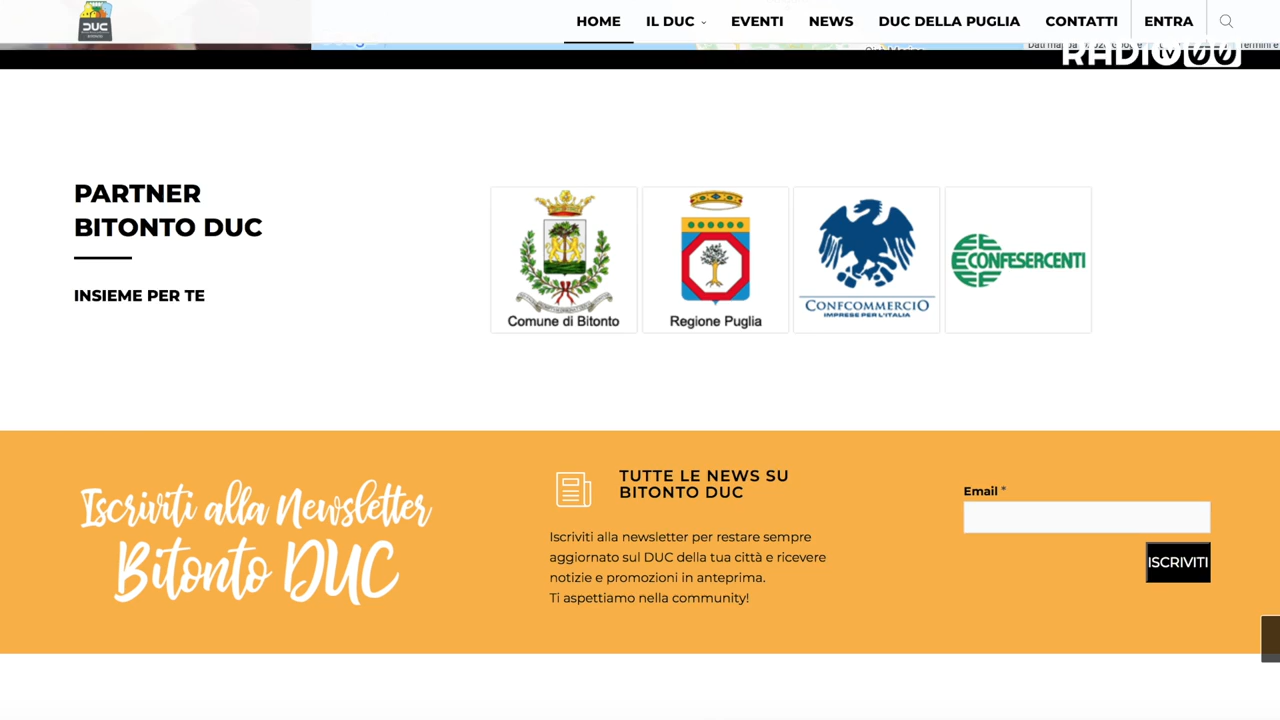 DUC
HOME IL DUC EVENTI NEWS DUC DELLA PUGLIA CONTATTI ENTRA
RADIO00
TV
PARTNER
BITONTO DUC
INSIEME PER TE
Comune di Bitonto
Regione Puglia
CONFCOMMERCIO
IMPRESE PER L'ITALIA
CONFESERCENTI
Iscriviti alla Newsletter
Bitonto DUC
TUTTE LE NEWS SU
BITONTO DUC
Iscriviti alla newsletter per restare sempre
aggiornato sul DUC della tua città e ricevere
notizie e promozioni in anteprima.
Ti aspettiamo nella community!
Email *
ISCRIVITI